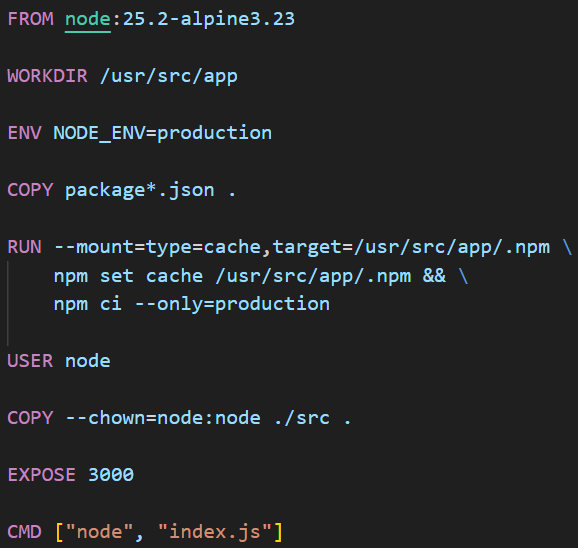 FROM node:25.2-alpine3.23
WORKDIR /usr/src/app
ENV NODE_ENV=production
COPY package*.json .
RUN --mount=type=cache,target=/usr/src/app/.npm \
    npm set cache /usr/src/app/.npm && \
    npm ci --only=production
USER node
COPY --chown=node:node ./src .
EXPOSE 3000
CMD ["node", "index.js"]